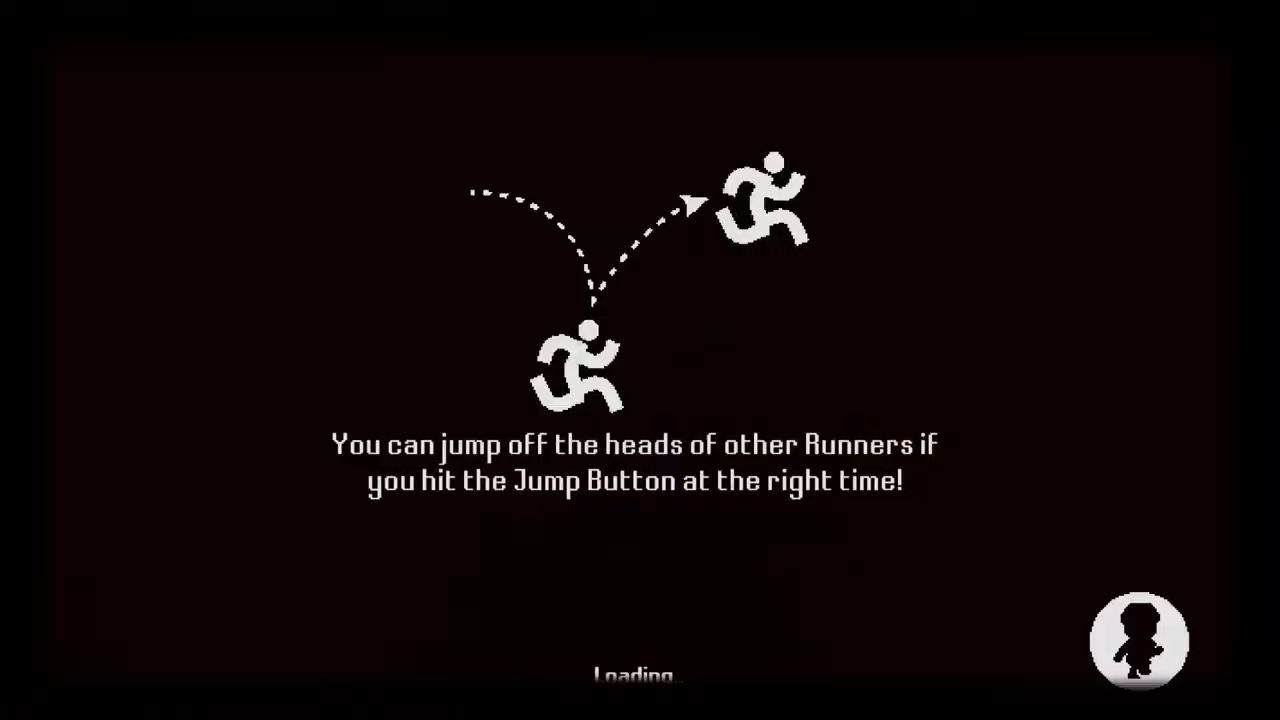 You can jump off the heads of other Runners if
you hit the Jump Button at the right time!
Loading...